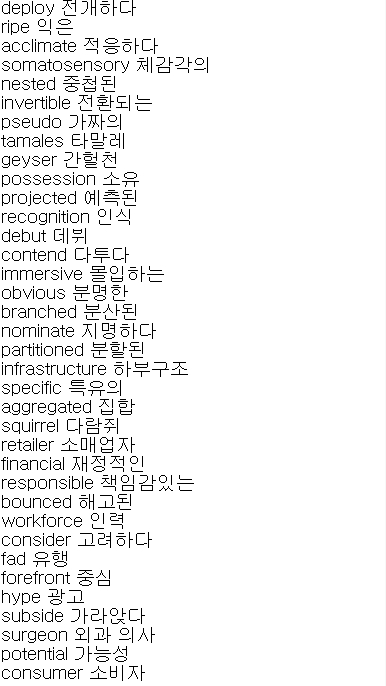 deploy 전개하다
ripe 익은
acclimate 적응하다
somatosensory 체감각의
nested 중첩된
invertible 전환되는
pseudo 가짜의
tamales 타말레
geyser 간헐천
possession 소유
projected 예측된
recognition 인식
debut 데뷔
contend 다투다
immersive 몰입하는
obvious 분명한
branched 분산된
nominate 지명하다
partitioned 분할된
infrastructure 하부구조
specific 특유의
aggregated 집합
squirrel 다람쥐
retailer 소매업자
financial 재정적인
responsible 책임감있는
bounced 해고된
workforce 인력
consider 고려하다
fad 유행
forefront 중심
hype 광고
subside 가라앉다
surgeon 외과 의사
potential 가능성
consumer 소비자